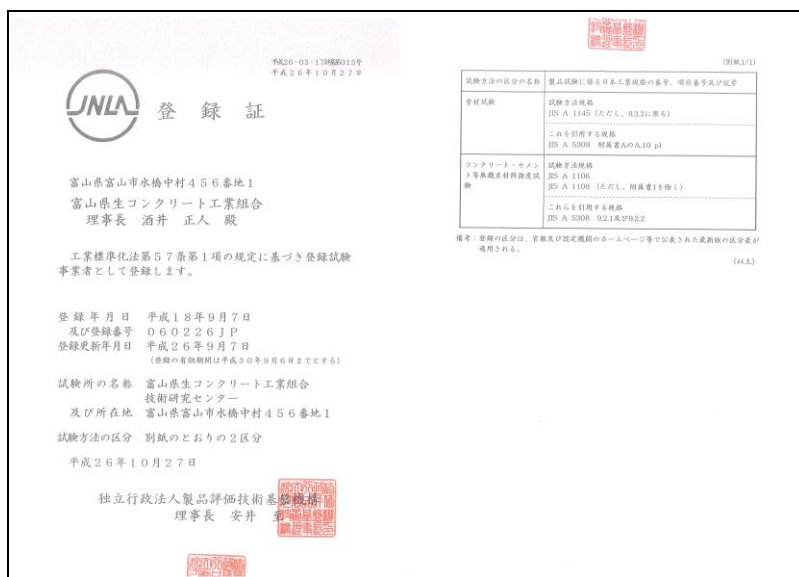 平成26年10月27日
JNLA
登録証
富山県富山市水橋中村456番地1
富山県生コンクリート工業組合
理事長 酒井 正人 殿
工業標準化法第57条第1項の規定に基づき登録試験
事業者として登録します。
登録年月日 平成18年9月7日
及び登録番号 060226JP
登録更新年月日 平成26年9月7日
(登録の有効期間は平成30年9月6日までとする)
試験所の名称 富山県生コンクリート工業組合
技術研究センター
及び所在地 富山県富山市水橋中村456番地1
試験方法の区分 別紙のとおりの2区分
平成26年10月27日
独立行政法人製品評価技術基盤機構
理事長 安井 至
(別紙1/1)
試験方法の区分の名称 製品試験に係る日本工業規格の番号、項目番号及び記号
骨材試験 試験方法規格
JIS A 1145 (ただし、8.3.2に限る)
これを引用する規格
JIS A 5308 附属書AのA.10 p)
コンクリート・セメン 試験方法規格
ト等無機系材料強度試 JIS A 1106
験 JIS A 1108 (ただし、附属書1を除く)
これらを引用する規格
JIS A 5308 9.2.1及び9.2.2
備考:登録の区分は、官報及び認定機関のホームページ等で公表された最新版の区分表が
適用される。
(以上)